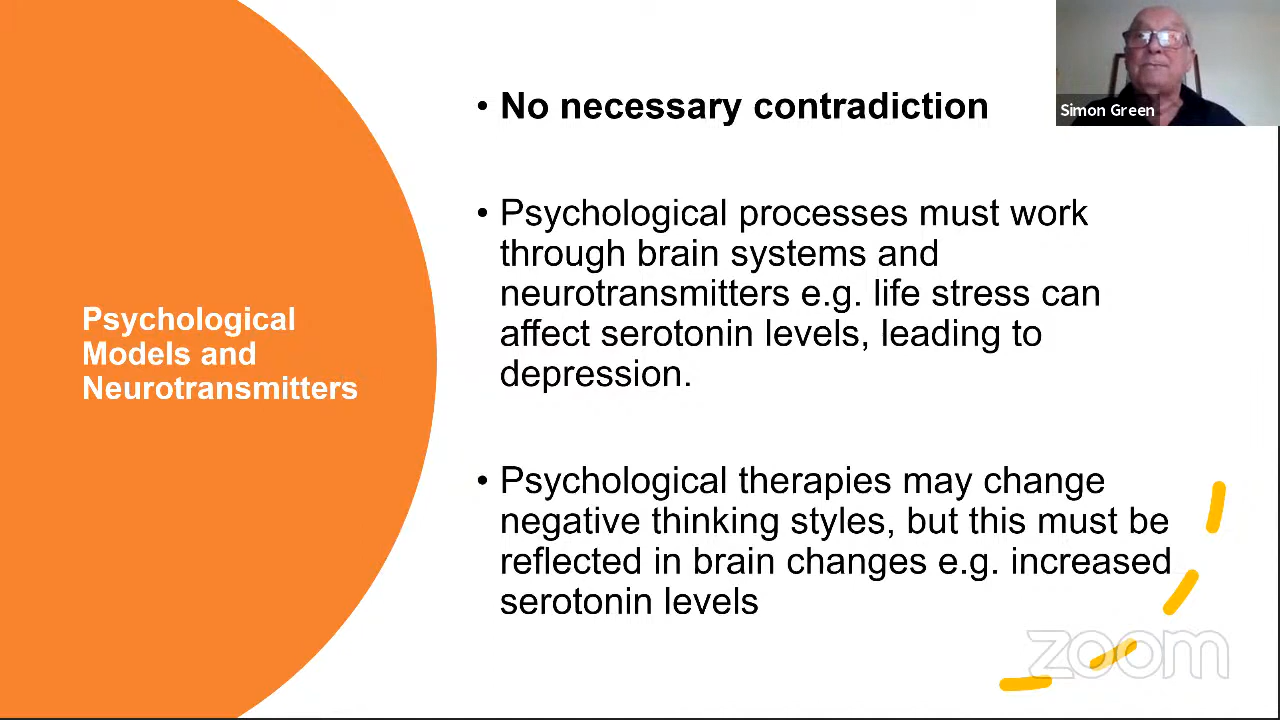 • No necessary contradiction
Simon Green
• Psychological processes must work
through brain systems and
neurotransmitters e.g. life stress can
affect serotonin levels, leading to
depression.
Psychological
Models and
Neurotransmitters
• Psychological therapies may change
negative thinking styles, but this must be
reflected in brain changes e.g. increased
serotonin levels
zoom